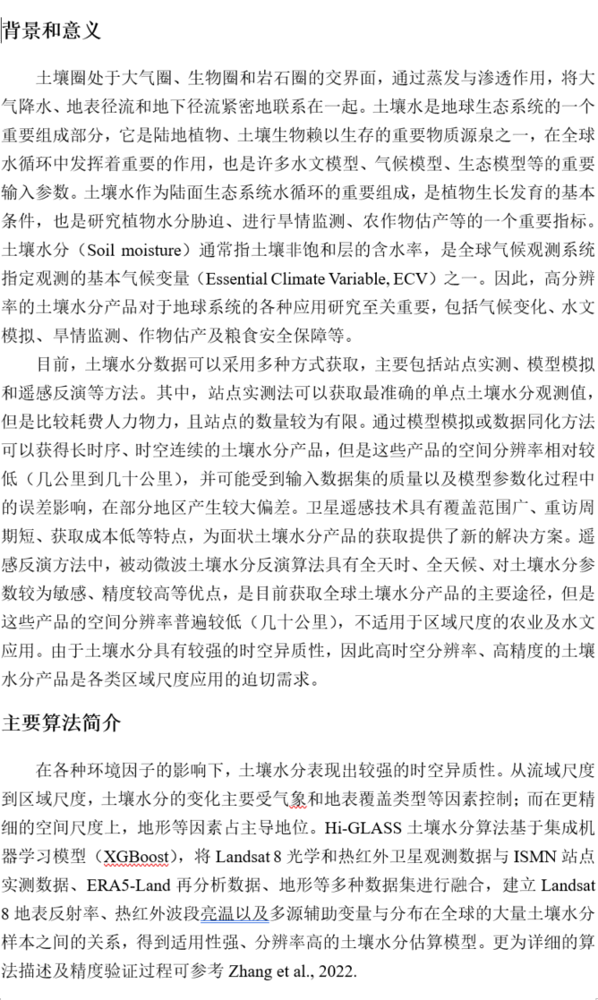 背景和意义
土壤圈处于大气圈、生物圈和岩石圈的交界面，通过蒸发与渗透作用，将大
气降水、地表径流和地下径流紧密地联系在一起。土壤水是地球生态系统的一个
重要组成部分，它是陆地植物、土壤生物赖以生存的重要物质源泉之一，在全球
水循环中发挥着重要的作用，也是许多水文模型、气候模型、生态模型等的重要
输入参数。土壤水作为陆面生态系统水循环的重要组成，是植物生长发育的基本
条件，也是研究植物水分胁迫、进行旱情监测、农作物估产等的一个重要指标。
土壤水分（Soil moisture）通常指土壤非饱和层的含水率，是全球气候观测系统
指定观测的基本气候变量（Essential Climate Variable, ECV）之一。因此，高分辨
率的土壤水分产品对于地球系统的各种应用研究至关重要，包括气候变化、水文
模拟、旱情监测、作物估产及粮食安全保障等。
目前，土壤水分数据可以采用多种方式获取，主要包括站点实测、模型模拟
和遥感反演等方法。其中，站点实测法可以获取最准确的单点土壤水分观测值，
但是比较耗费人力物力，且站点的数量较为有限。通过模型模拟或数据同化方法
可以获得长时序、时空连续的土壤水分产品，但是这些产品的空间分辨率相对较
低（几公里到几十公里），并可能受到输入数据集的质量以及模型参数化过程中
的误差影响，在部分地区产生较大偏差。卫星遥感技术具有覆盖范围广、重访周
期短、获取成本低等特点，为面状土壤水分产品的获取提供了新的解决方案。遥
感反演方法中，被动微波土壤水分反演算法具有全天时、全天候、对土壤水分参
数较为敏感、精度较高等优点，是目前获取全球土壤水分产品的主要途径，但是
这些产品的空间分辨率普遍较低（几十公里），不适用于区域尺度的农业及水文
应用。由于土壤水分具有较强的时空异质性，因此高时空分辨率、高精度的土壤
水分产品是各类区域尺度应用的迫切需求。
主要算法简介
在各种环境因子的影响下，土壤水分表现出较强的时空异质性。从流域尺度
到区域尺度，土壤水分的变化主要受气象和地表覆盖类型等因素控制；而在更精
细的空间尺度上，地形等因素占主导地位。Hi-GLASS 土壤水分算法基于集成机
器学习模型（XGBoost），将 Landsat 8 光学和热红外卫星观测数据与 ISMN 站点
实测数据、ERA5-Land 再分析数据、地形等多种数据集进行融合，建立 Landsat
8 地表反射率、热红外波段亮温以及多源辅助变量与分布在全球的大量土壤水分
样本之间的关系，得到适用性强、分辨率高的土壤水分估算模型。更为详细的算
法描述及精度验证过程可参考 Zhang et al., 2022.